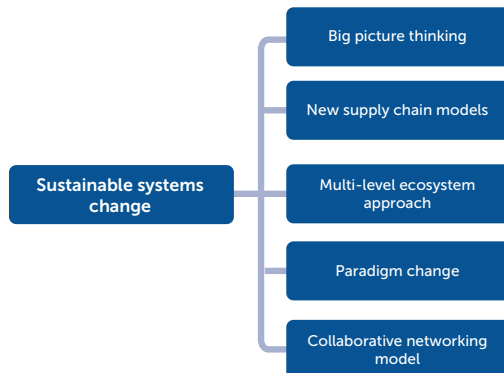 Big picture thinking
New supply chain models
Sustainable systems
change
Multi-level ecosystem
approach
Paradigm change
Collaborative networking
model